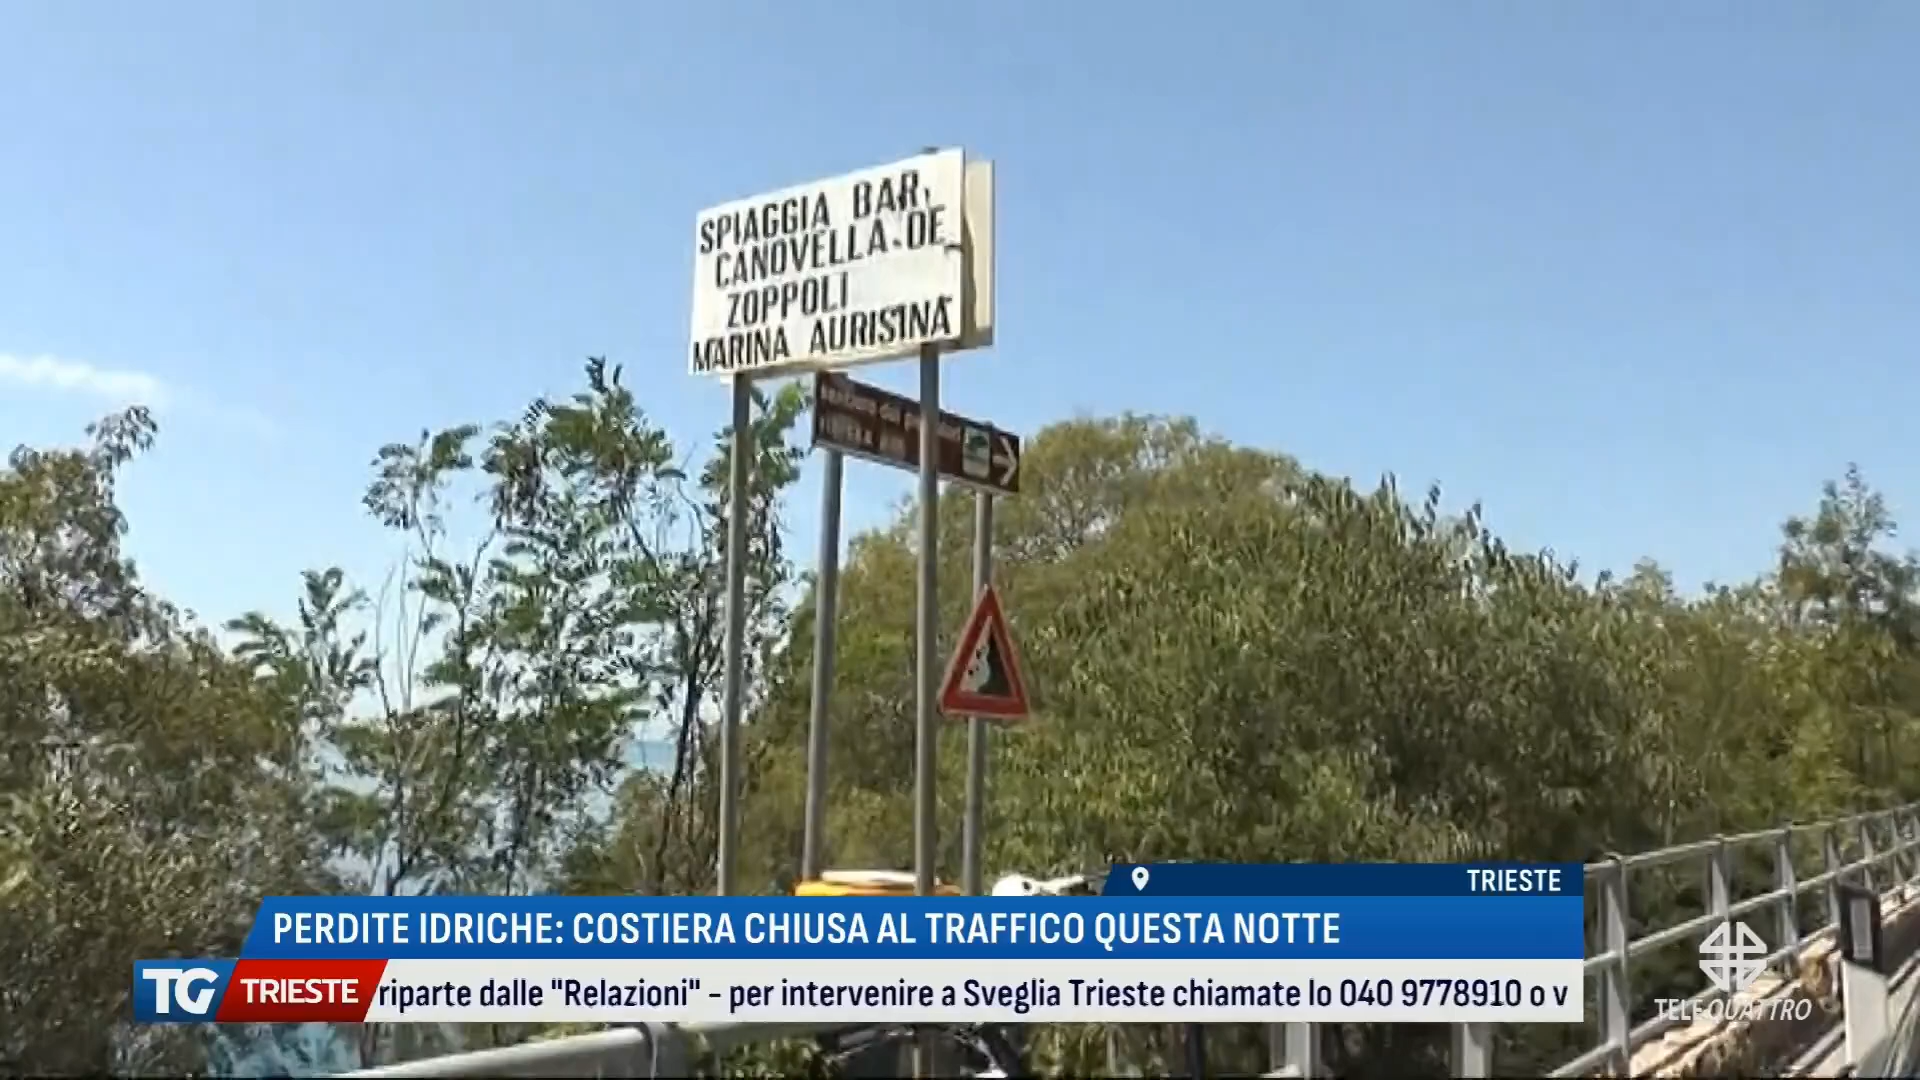 SPIAGGIA BAR,
CANOVELLA DE
ZOPPOLI
MARINA AURISINA
TRIESTE
PERDITE IDRICHE: COSTIERA CHIUSA AL TRAFFICO QUESTA NOTTE
TG TRIESTE riparte dalle "Relazioni" - per intervenire a Sveglia Trieste chiamate lo 040 9778910 o v
TELEQUATTRO